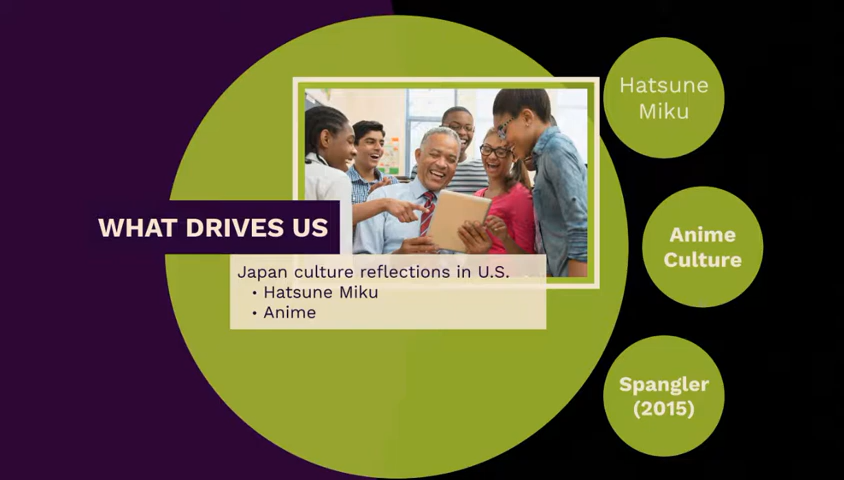 WHAT DRIVES US
Japan culture reflections in U.S.
• Hatsune Miku
• Anime
Hatsune
Miku
Anime
Culture
Spangler
(2015)